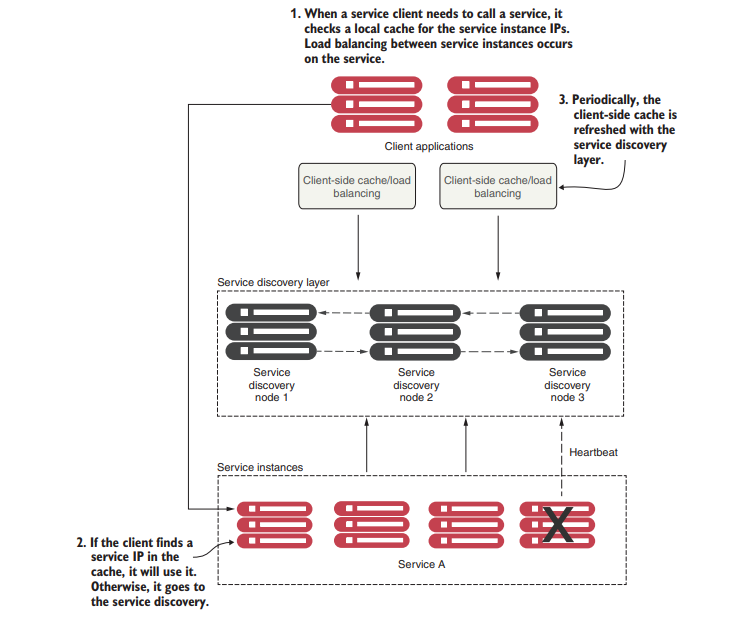 1. When a service client needs to call a service, it
checks a local cache for the service instance IPs.
Load balancing between service instances occurs
on the service.
3. Periodically, the
client-side cache is
refreshed with the
service discovery
layer.
Client applications
Client-side cache/load
balancing
Client-side cache/load
balancing
Service discovery layer
Service
discovery
node 1
Service
discovery
node 2
Service
discovery
node 3
Heartbeat
Service instances
2. If the client finds a
service IP in the
cache, it will use it.
Otherwise, it goes to
the service discovery.
X
Service A